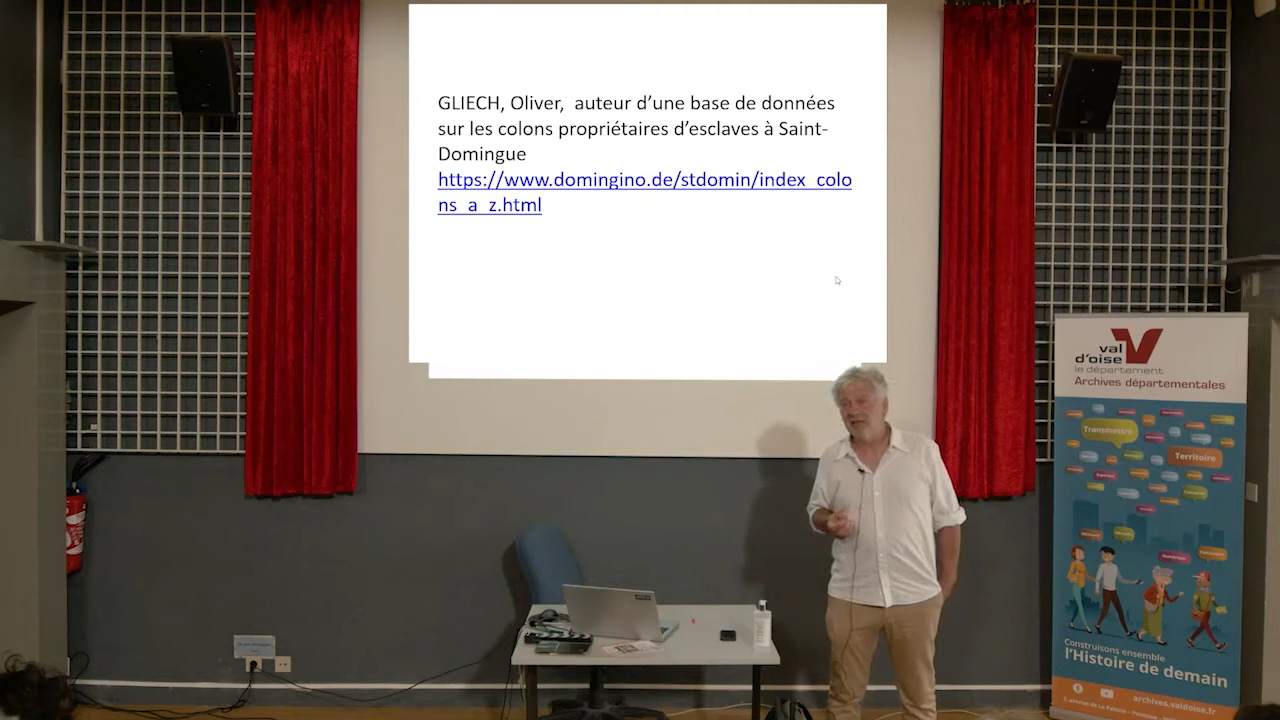 GLIECH, Oliver, auteur d’une base de données
sur les colons propriétaires d’esclaves à Saint-
Domingue
https://www.domingino.de/stdomin/index_colo
ns_a_z.html
val
d'oise
le département
Archives départementales
Transmettre
Territoire
Construisons ensemble
l'Histoire de demain
archives.valdoise.fr